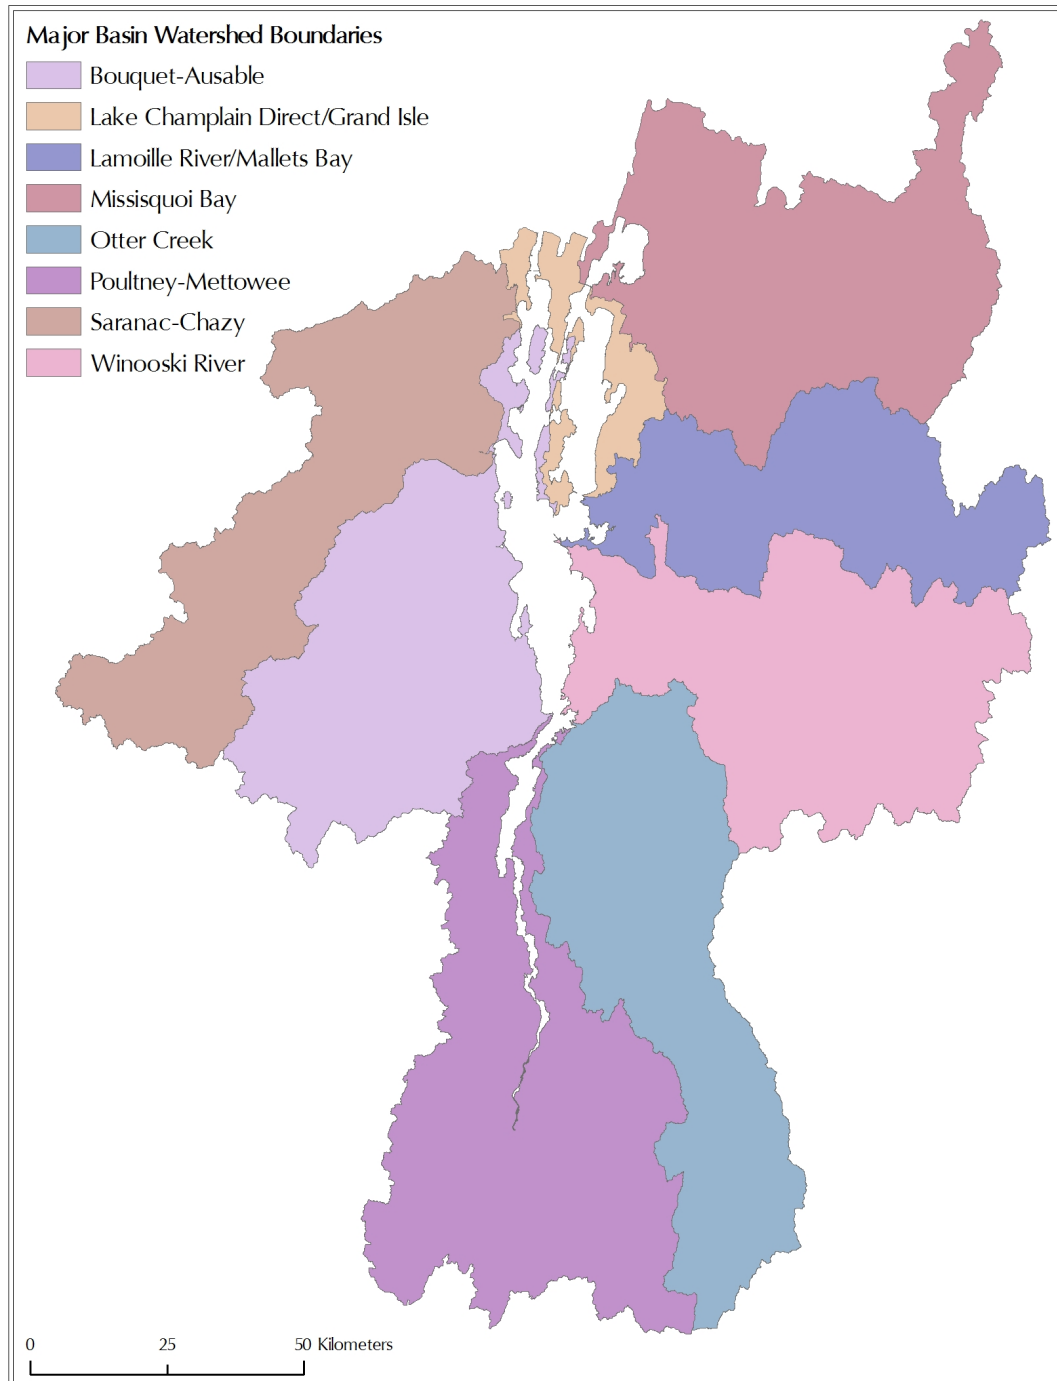 Major Basin Watershed Boundaries
Bouquet-Ausable
Lake Champlain Direct/Grand Isle
Lamoille River/Mallets Bay
Missisquoi Bay
Otter Creek
Poultney-Mettowee
Saranac-Chazy
Winooski River
0 25 50 Kilometers